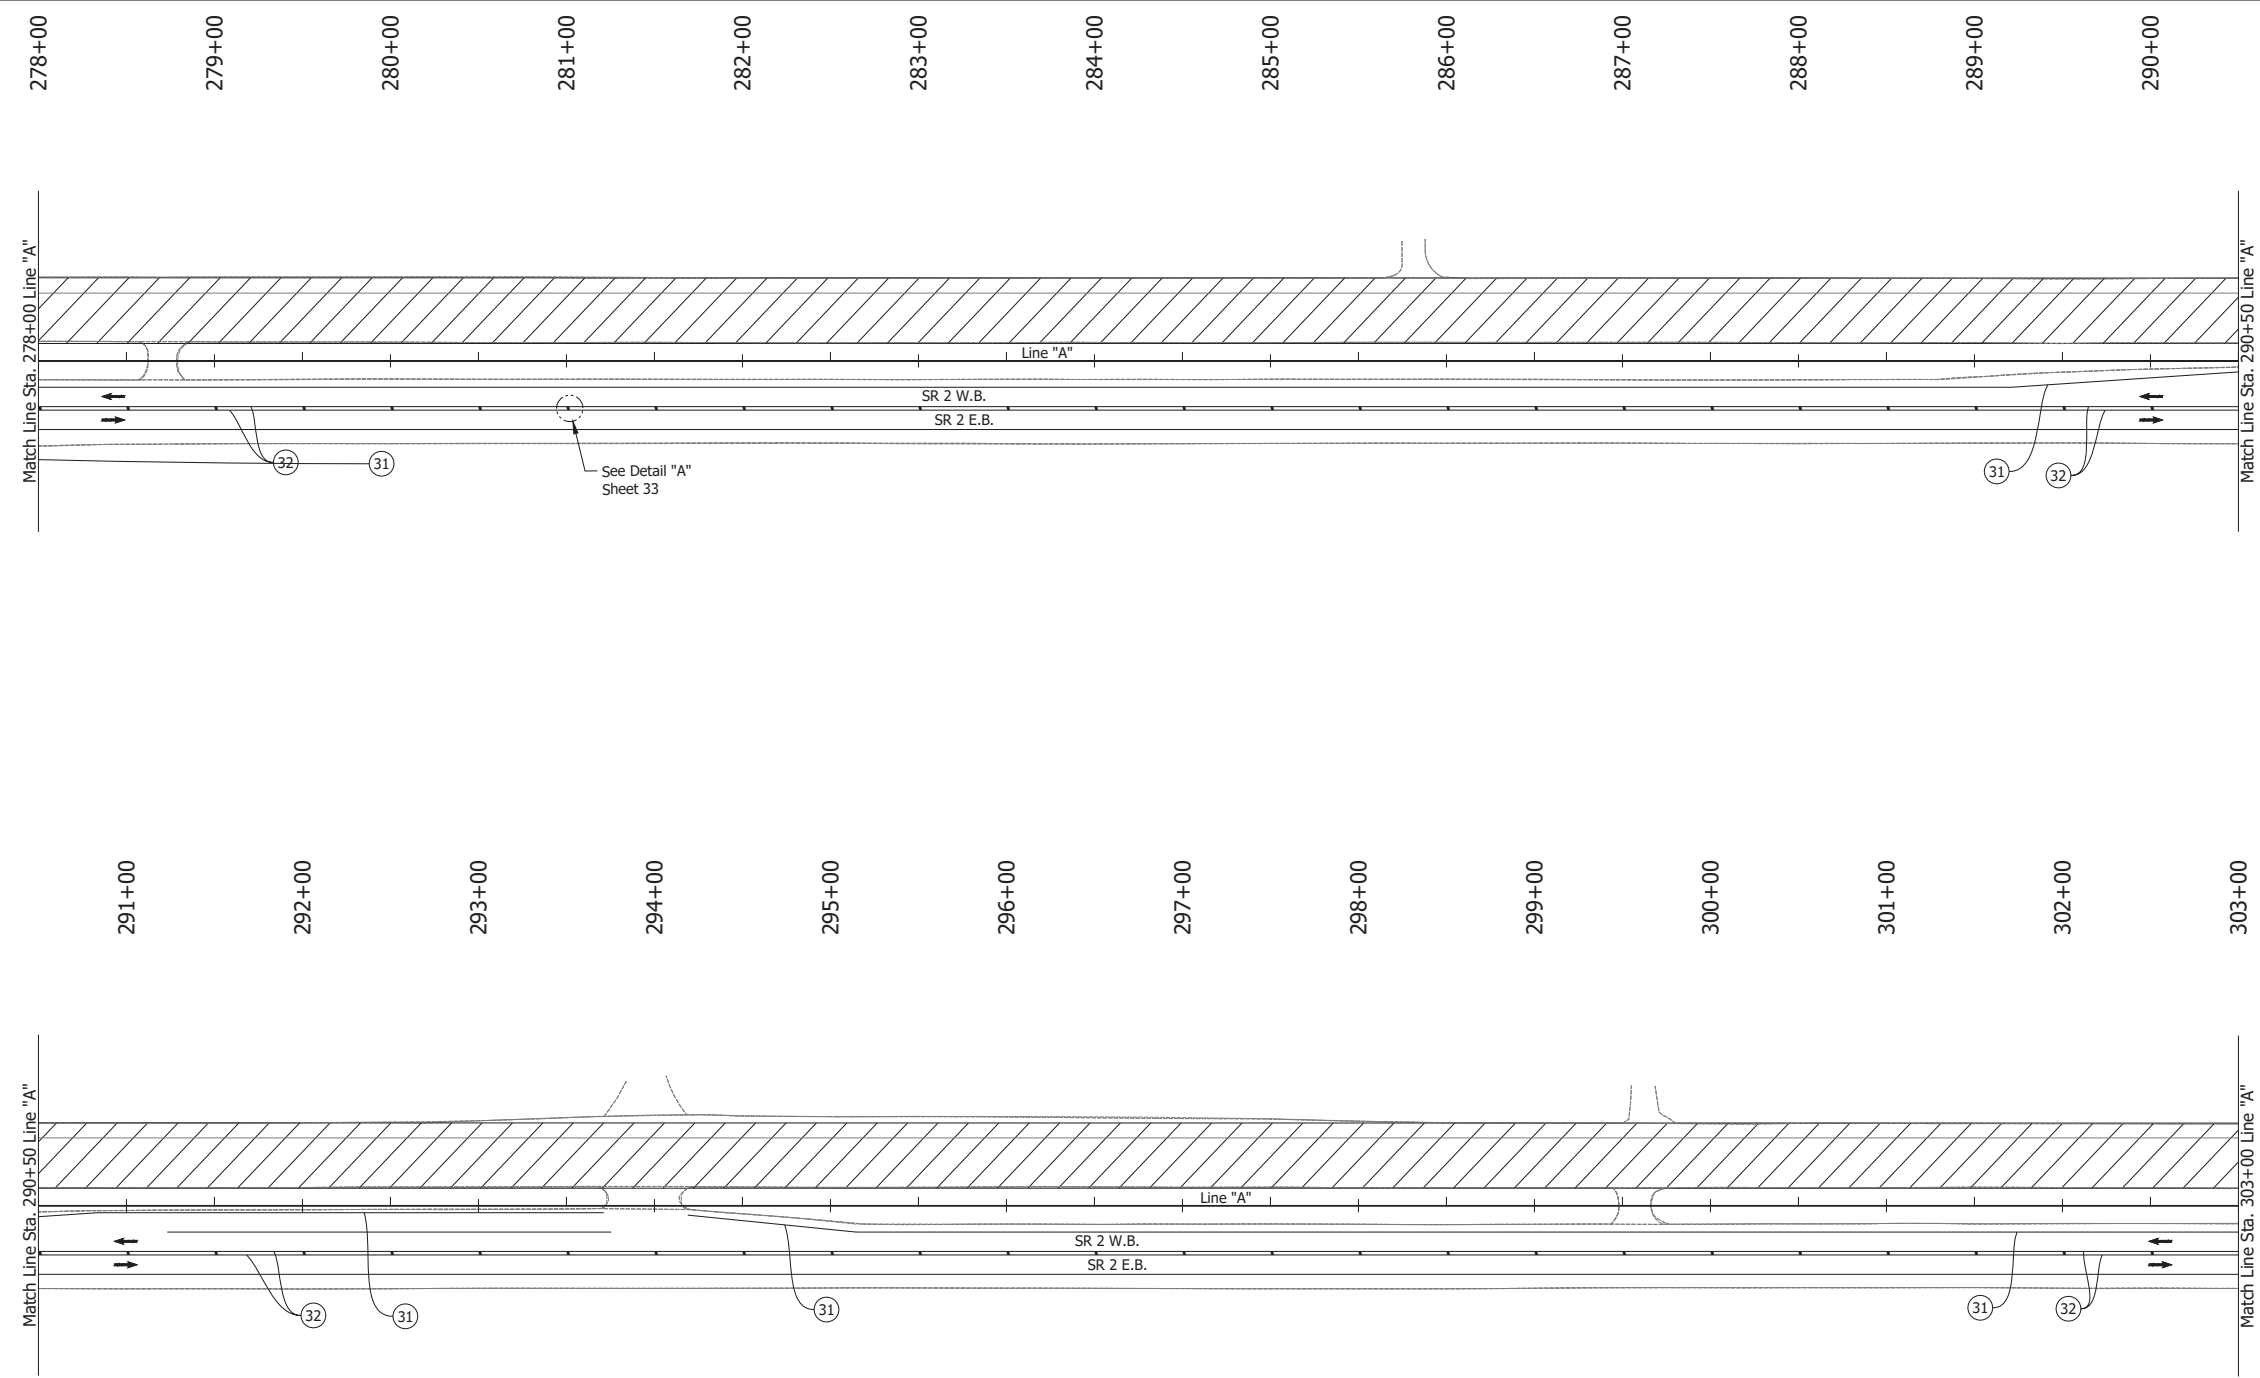 278+00
279+00
280+00
281+00
282+00
283+00
284+00
285+00
286+00
287+00
288+00
289+00
290+00
Match Line Sta. 278+00 Line "A"
Line "A"
SR 2 W.B.
SR 2 E.B.
32
31
See Detail "A"
Sheet 33
31
32
Match Line Sta. 290+50 Line "A"
291+00
292+00
293+00
294+00
295+00
296+00
297+00
298+00
299+00
300+00
301+00
302+00
303+00
Match Line Sta. 290+50 Line "A"
Line "A"
SR 2 W.B.
SR 2 E.B.
32
31
31
31
32
Match Line Sta. 303+00 Line "A"